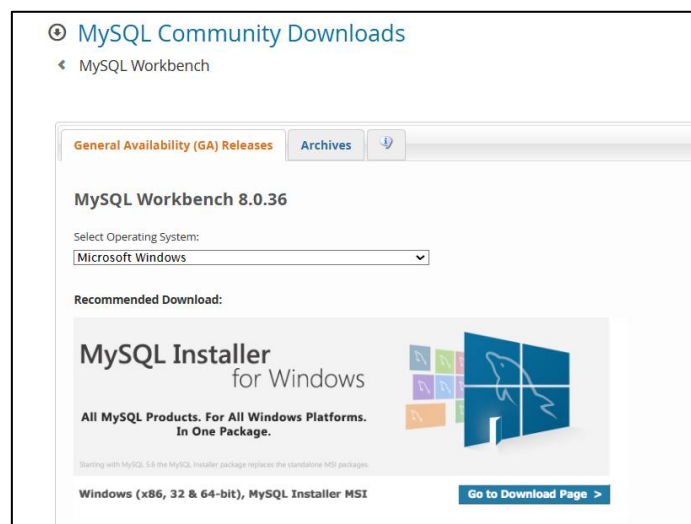 MySQL Community Downloads
MySQL Workbench
General Availability (GA) Releases
Archives
MySQL Workbench 8.0.36
Select Operating System:
Microsoft Windows
Recommended Download:
MySQL Installer
for Windows
All MySQL Products. For All Windows Platforms.
In One Package.
Starting with MySQL 5.6 the MySQL Installer package replaces the standalone MSI packages.
Windows (x86, 32 & 64-bit), MySQL Installer MSI
Go to Download Page >